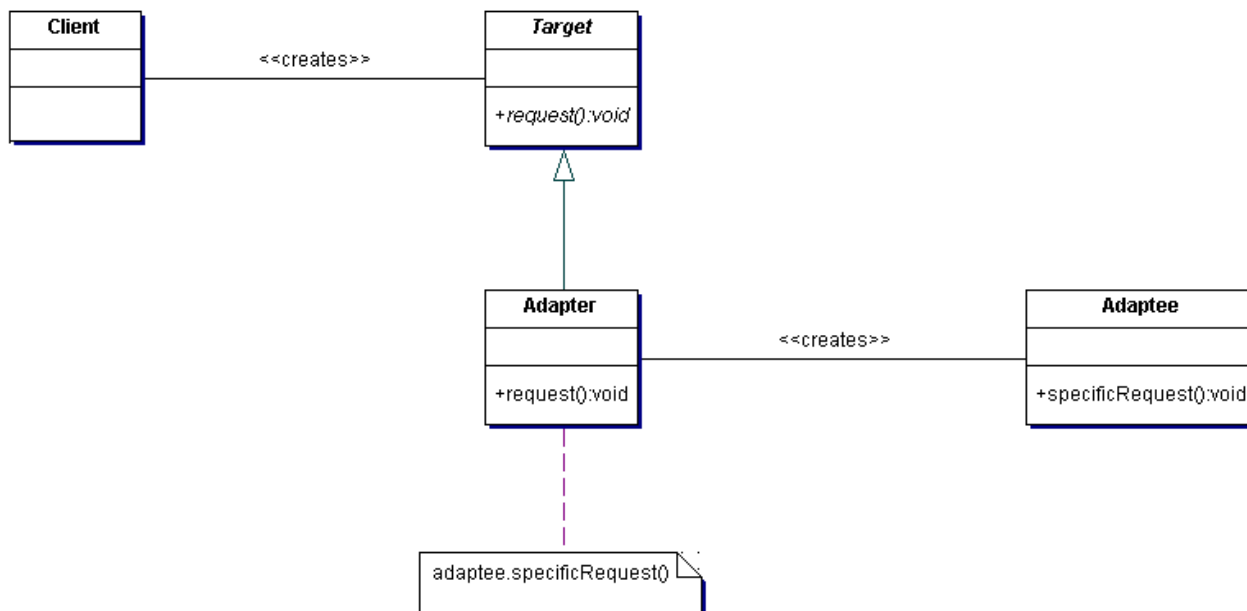 Client
<<creates>>
Target
+request():void
Adapter
+request():void
<<creates>>
Adaptee
+specificRequest():void
adaptee.specificRequest()